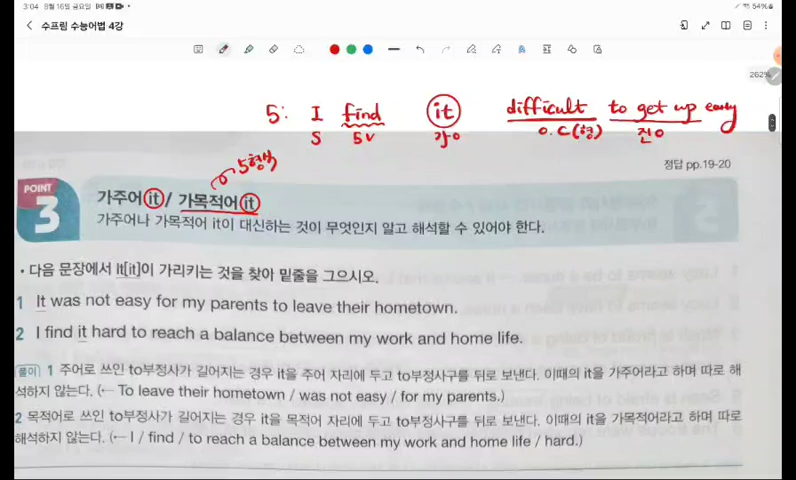 3:04 8월 16일 금요일
54%
수프림 수능어법 4강
262%
5: I find it difficult to get up early
S 5V 가O O.C(형) 진O
5형식
정답 pp.19-20
POINT 3
가주어 it / 가목적어 it
가주어나 가목적어 it이 대신하는 것이 무엇인지 알고 해석할 수 있어야 한다.
• 다음 문장에서 It[it]이 가리키는 것을 찾아 밑줄을 그으시오.
1 It was not easy for my parents to leave their hometown.
2 I find it hard to reach a balance between my work and home life.
풀이 1 주어로 쓰인 to부정사가 길어지는 경우 it을 주어 자리에 두고 to부정사구를 뒤로 보낸다. 이때의 it을 가주어라고 하며 따로 해
석하지 않는다. (← To leave their hometown / was not easy / for my parents.)
2 목적어로 쓰인 to부정사가 길어지는 경우 it을 목적어 자리에 두고 to부정사구를 뒤로 보낸다. 이때의 it을 가목적어라고 하며 따로
해석하지 않는다. (← I / find / to reach a balance between my work and home life / hard.)